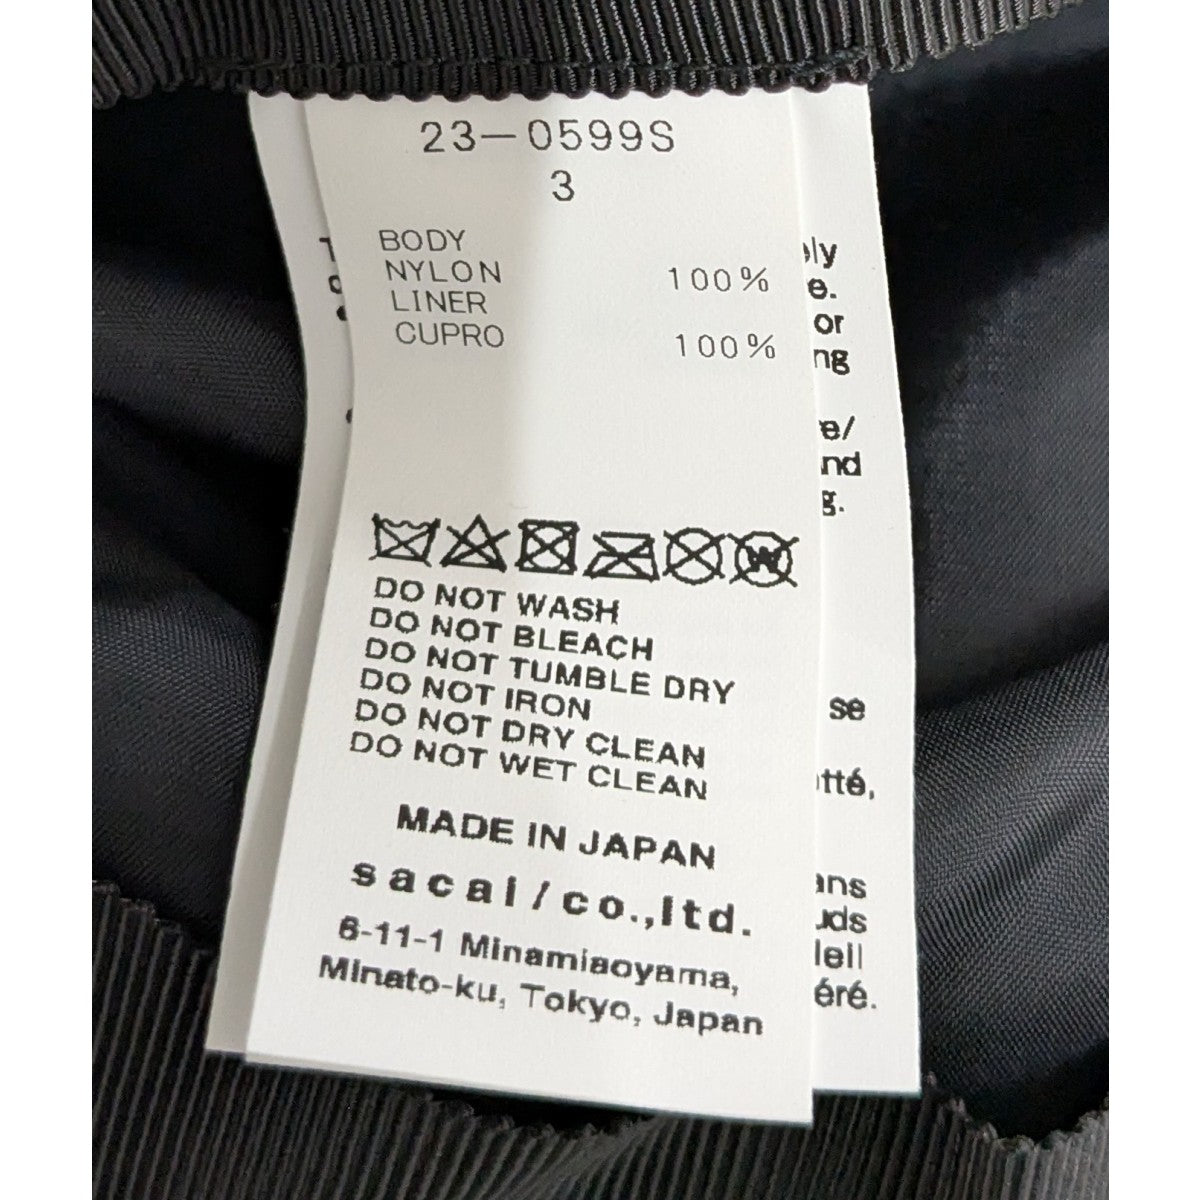 23-0599S
3
BODY
NYLON 100%
LINER
CUPRO 100%
W
DO NOT WASH
DO NOT BLEACH
DO NOT TUMBLE DRY
DO NOT IRON
DO NOT DRY CLEAN
DO NOT WET CLEAN
MADE IN JAPAN
sacai/co.,ltd.
6-11-1 Minamiaoyama,
Minato-ku, Tokyo, Japan
e.
or
se